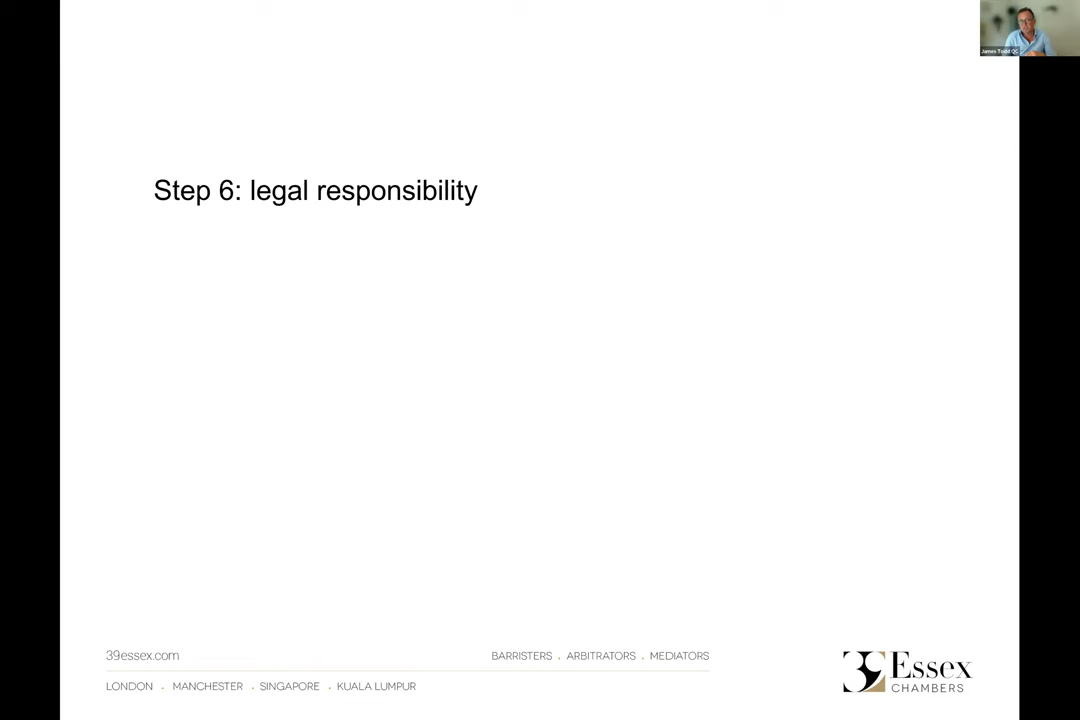 James Todd QC
Step 6: legal responsibility
39essex.com
BARRISTERS . ARBITRATORS . MEDIATORS
LONDON . MANCHESTER . SINGAPORE . KUALA LUMPUR
39 Essex
CHAMBERS